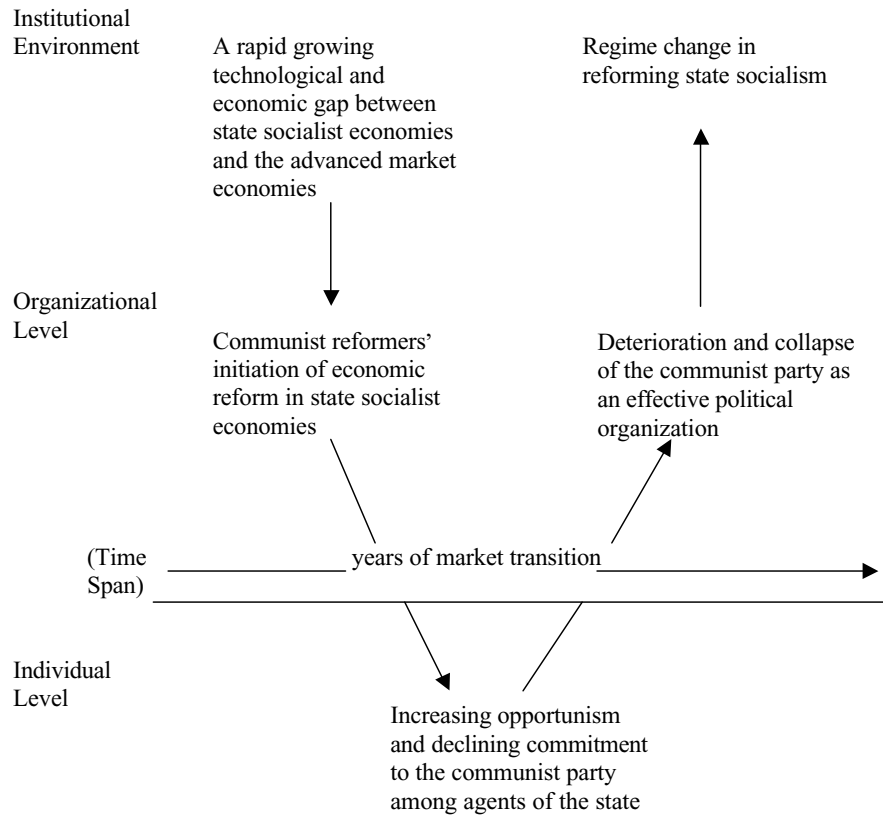 Institutional
Environment
A rapid growing
technological and
economic gap between
state socialist economies
and the advanced market
economies
Regime change in
reforming state socialism
Organizational
Level
Communist reformers’
initiation of economic
reform in state socialist
economies
Deterioration and collapse
of the communist party as
an effective political
organization
(Time
Span)
years of market transition
Individual
Level
Increasing opportunism
and declining commitment
to the communist party
among agents of the state